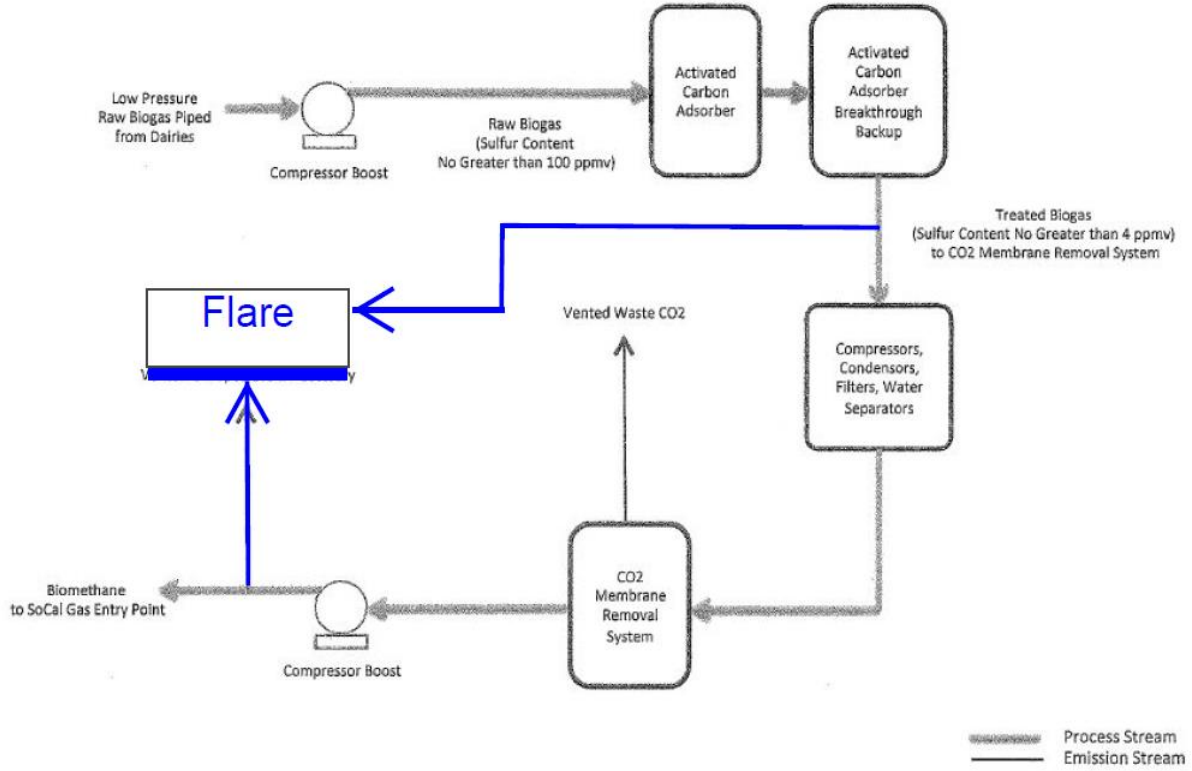 Low Pressure
Raw Biogas Piped
from Dairies
Compressor Boost
Raw Biogas
(Sulfur Content
No Greater than 100 ppmv)
Activated
Carbon
Adsorber
Activated
Carbon
Adsorber
Breakthrough
Backup
Treated Biogas
(Sulfur Content No Greater than 4 ppmv)
to CO2 Membrane Removal System
Flare
Vented Waste CO2
Compressors,
Condensors,
Filters, Water
Separators
Biomethane
to SoCal Gas Entry Point
Compressor Boost
CO2
Membrane
Removal
System
Process Stream
Emission Stream